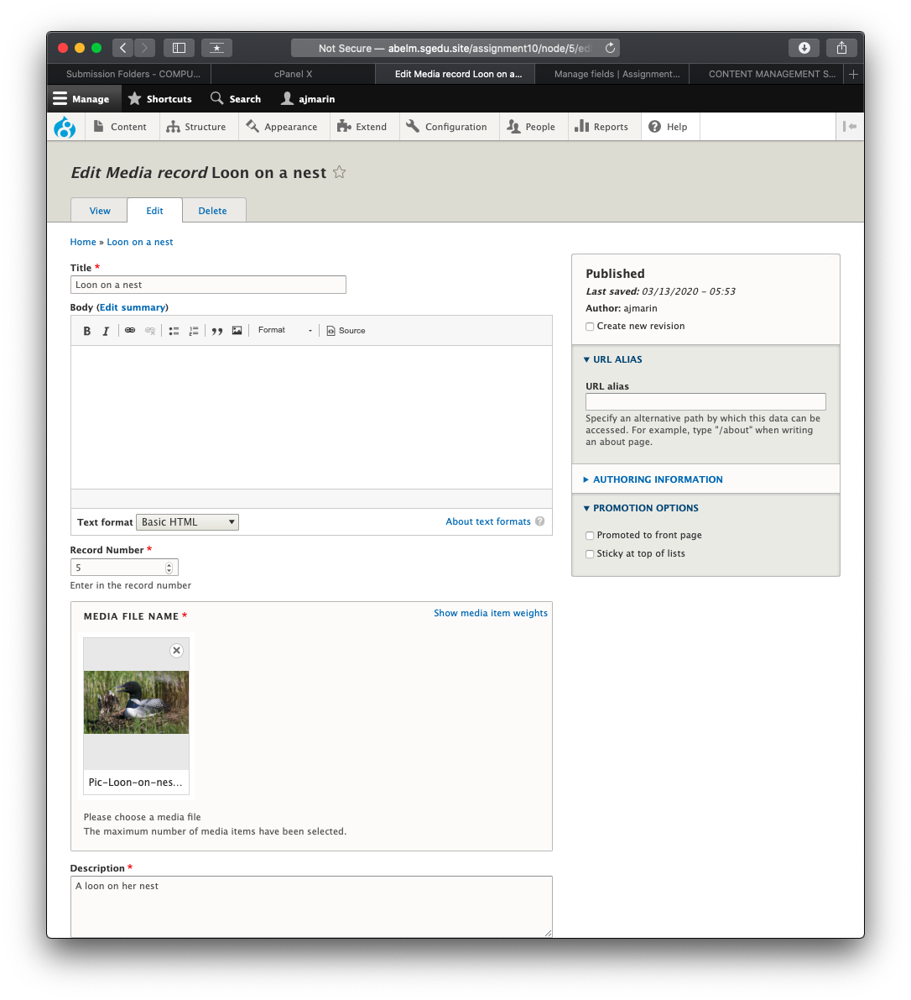 Not Secure — abelm.sgedu.site/assignment10/node/5/edi
Submission Folders - COMPU...
cPanel X
Edit Media record Loon on a n...
Manage fields | Assignment...
CONTENT MANAGEMENT S...
Manage
Shortcuts
Search
ajmarin
Content
Structure
Appearance
Extend
Configuration
People
Reports
Help
Edit Media record Loon on a nest
View
Edit
Delete
Home » Loon on a nest
Title *
Loon on a nest
Body (Edit summary)
B I Format Source
Text format Basic HTML
About text formats ?
Record Number *
5
Enter in the record number
MEDIA FILE NAME *
Show media item weights
Pic-Loon-on-nes...
Please choose a media file
The maximum number of media items have been selected.
Description *
A loon on her nest
Published
Last saved: 03/13/2020 - 05:53
Author: ajmarin
Create new revision
URL ALIAS
URL alias
Specify an alternative path by which this data can be
accessed. For example, type "/about" when writing
an about page.
AUTHORING INFORMATION
PROMOTION OPTIONS
Promoted to front page
Sticky at top of lists